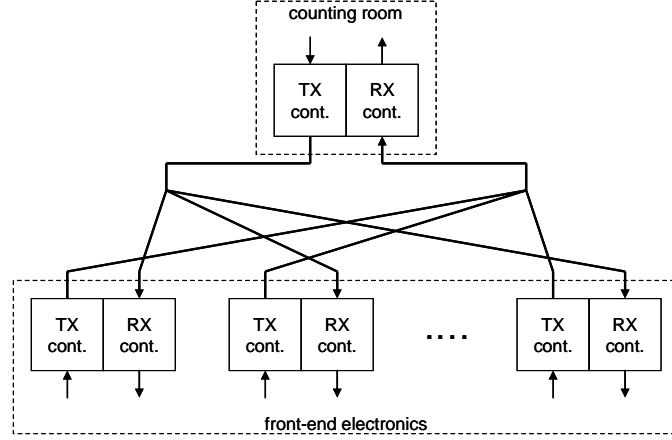 counting room
TX
cont.
RX
cont.
TX
cont.
RX
cont.
TX
cont.
RX
cont.
....
TX
cont.
RX
cont.
front-end electronics